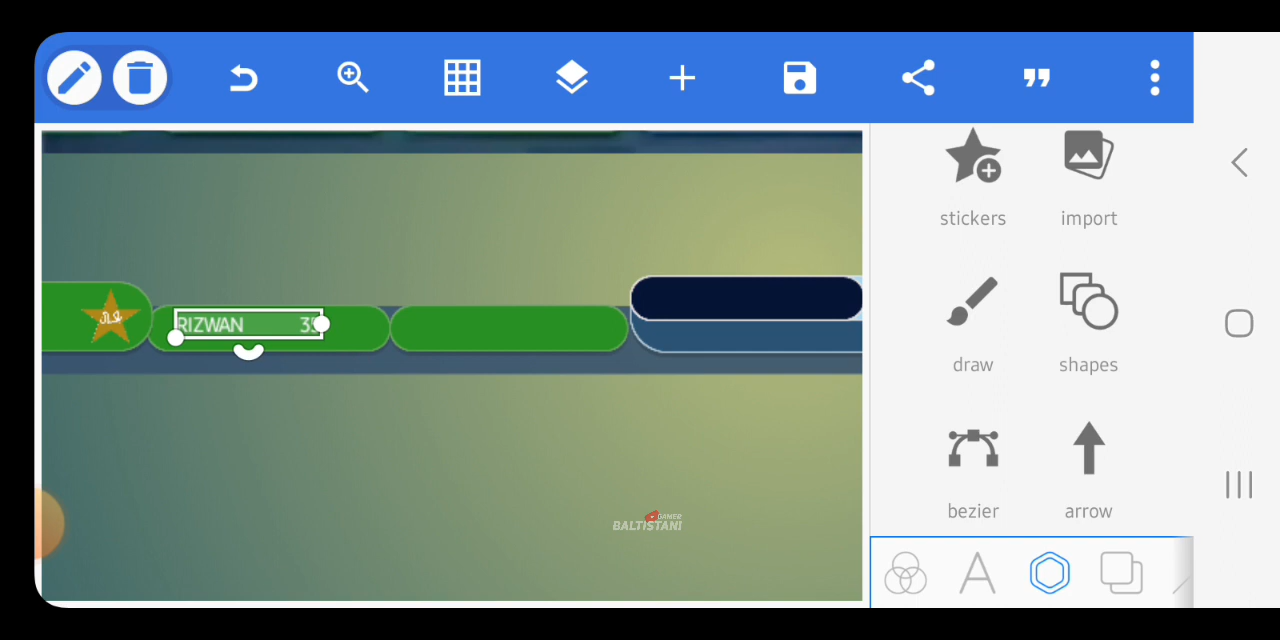 stickers
import
RIZWAN
draw
shapes
bezier
arrow
GAMER
BALTISTANI